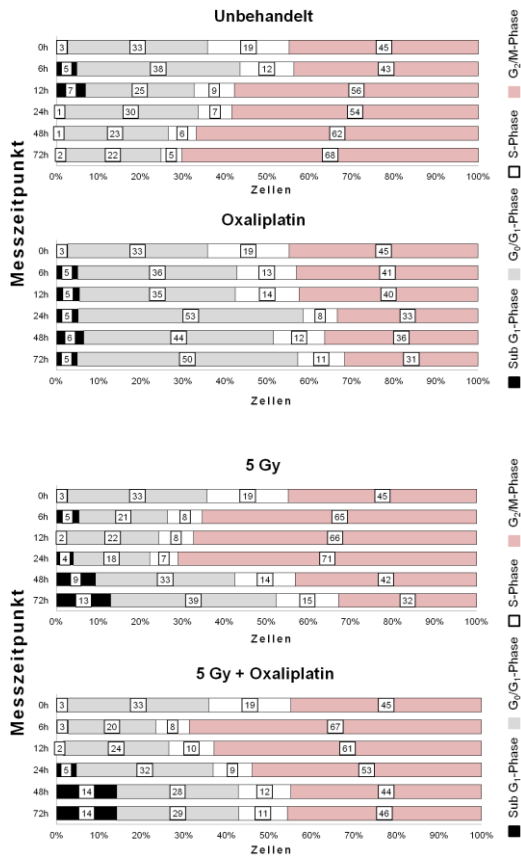 Unbehandelt
0h 3 33 19 45
6h 5 38 12 43
12h 7 25 9 56
24h 1 30 7 54
48h 1 23 6 62
72h 2 22 5 68
0% 10% 20% 30% 40% 50% 60% 70% 80% 90% 100%
Zellen
Oxaliplatin
0h 3 33 19 45
6h 5 36 13 41
12h 5 35 14 40
24h 5 53 8 33
48h 6 44 12 36
72h 5 50 11 31
0% 10% 20% 30% 40% 50% 60% 70% 80% 90% 100%
Zellen
Messzeitpunkt
Sub G₁-Phase G₀/G₁-Phase S-Phase G₂/M-Phase
5 Gy
0h 3 33 19 45
6h 5 21 8 65
12h 2 22 8 66
24h 4 18 7 71
48h 9 33 14 42
72h 13 39 15 32
0% 10% 20% 30% 40% 50% 60% 70% 80% 90% 100%
Zellen
5 Gy + Oxaliplatin
0h 3 33 19 45
6h 3 20 8 67
12h 2 24 10 61
24h 5 32 9 53
48h 14 28 12 44
72h 14 29 11 46
0% 10% 20% 30% 40% 50% 60% 70% 80% 90% 100%
Zellen
Messzeitpunkt
Sub G₁-Phase G₀/G₁-Phase S-Phase G₂/M-Phase